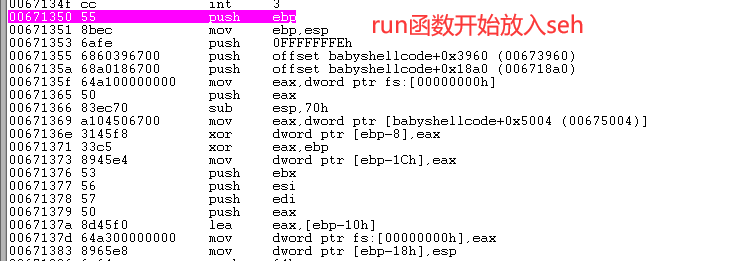 0067134f cc int 3
00671350 55 push ebp
run函数开始放入seh
00671351 8bec mov ebp,esp
00671353 6afe push 0FFFFFFFEh
00671355 6860396700 push offset babyshellcode+0x3960 (00673960)
0067135a 68a0186700 push offset babyshellcode+0x18a0 (006718a0)
0067135f 64a100000000 mov eax,dword ptr fs:[00000000h]
00671365 50 push eax
00671366 83ec70 sub esp,70h
00671369 a104506700 mov eax,dword ptr [babyshellcode+0x5004 (00675004)]
0067136e 3145f8 xor dword ptr [ebp-8],eax
00671371 33c5 xor eax,ebp
00671373 8945e4 mov dword ptr [ebp-1Ch],eax
00671376 53 push ebx
00671377 56 push esi
00671378 57 push edi
00671379 50 push eax
0067137a 8d45f0 lea eax,[ebp-10h]
0067137d 64a300000000 mov dword ptr fs:[00000000h],eax
00671383 8965e8 mov dword ptr [ebp-18h],esp